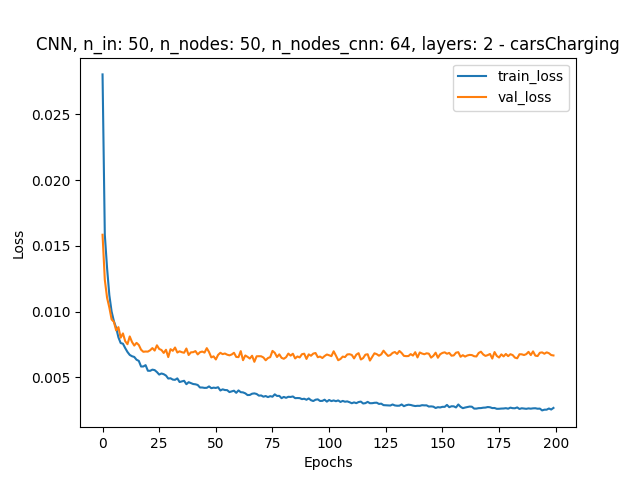 CNN, n_in: 50, n_nodes: 50, n_nodes_cnn: 64, layers: 2 - carsCharging
train_loss
val_loss
0.025
0.020
0.015
0.010
0.005
Loss
0 25 50 75 100 125 150 175 200
Epochs